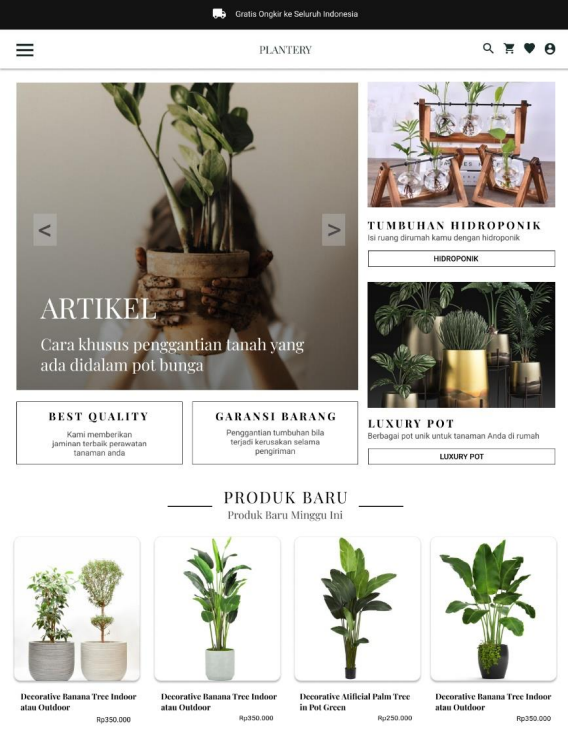 Gratis Ongkir ke Seluruh Indonesia
PLANTERY
<
>
ARTIKEL
Cara khusus penggantian tanah yang
ada didalam pot bunga
TUMBUHAN HIDROPONIK
Isi ruang dirumah kamu dengan hidroponik
HIDROPONIK
LUXURY POT
Berbagai pot unik untuk tanaman Anda di rumah
LUXURY POT
BEST QUALITY
Kami memberikan
jaminan terbaik perawatan
tanaman anda
GARANSI BARANG
Penggantian tumbuhan bila
terjadi kerusakan selama
pengiriman
PRODUK BARU
Produk Baru Minggu Ini
Decorative Banana Tree Indoor
atau Outdoor
Rp350.000
Decorative Banana Tree Indoor
atau Outdoor
Rp350.000
Decorative Atificial Palm Tree
in Pot Green
Rp250.000
Decorative Banana Tree Indoor
atau Outdoor
Rp350.000